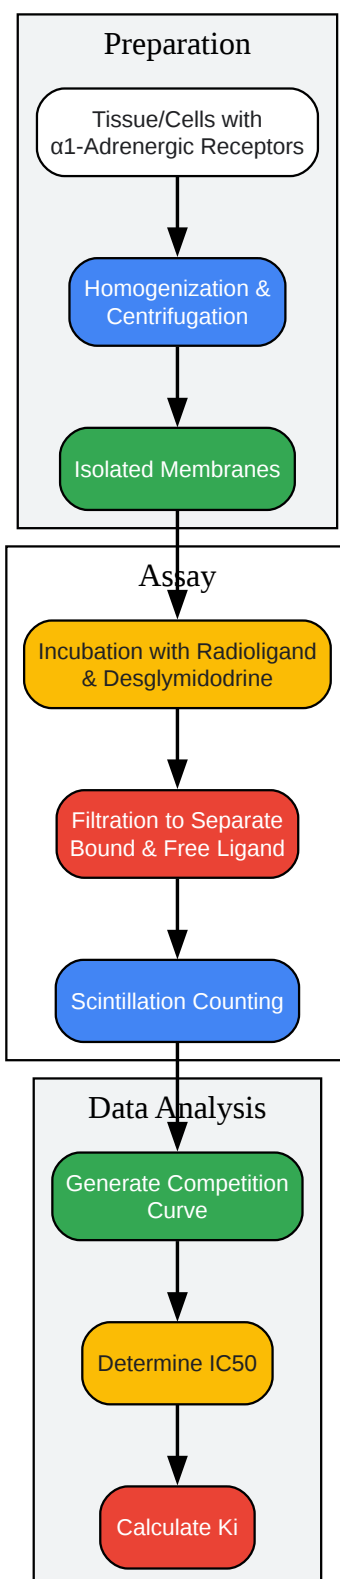 Preparation
Tissue/Cells with
α1-Adrenergic Receptors
Homogenization &
Centrifugation
Isolated Membranes
Assay
Incubation with Radioligand
& Desglymidodrine
Filtration to Separate
Bound & Free Ligand
Scintillation Counting
Data Analysis
Generate Competition
Curve
Determine IC50
Calculate Ki